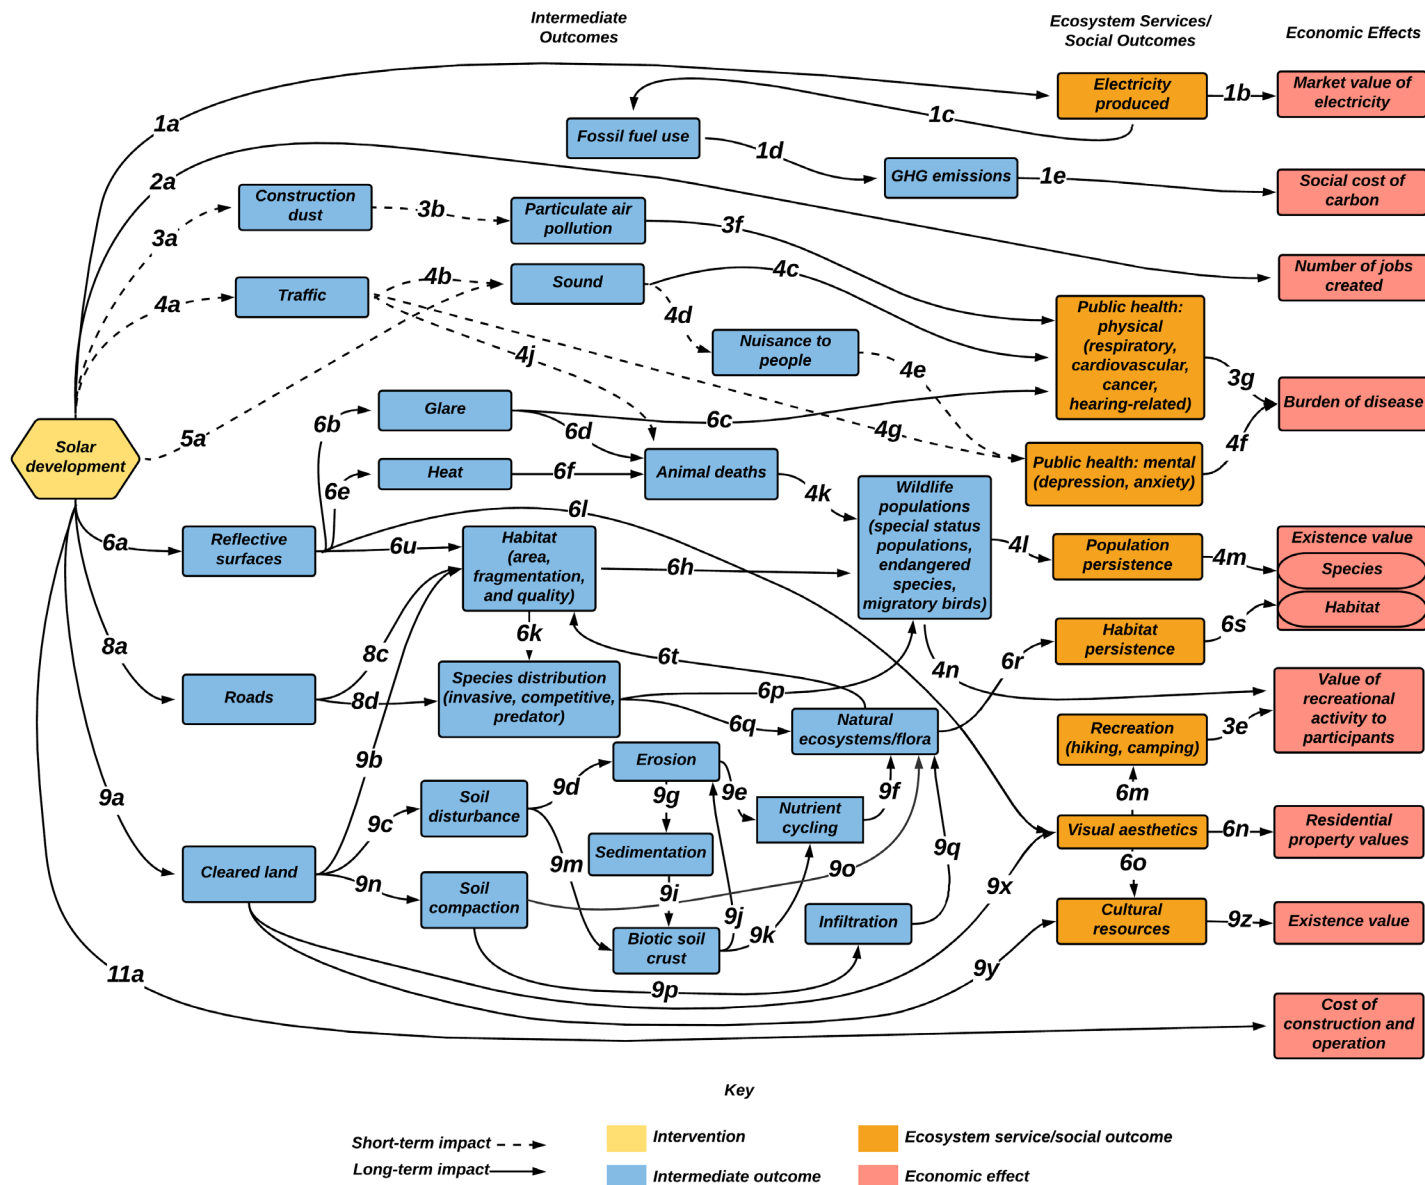 Intermediate
Outcomes
Ecosystem Services/
Social Outcomes
Economic Effects
Electricity
produced
1b
Market value of
electricity
1a
1c
Fossil fuel use
1d
GHG emissions
1e
Social cost of
carbon
2a
Construction
dust
3b
Particulate air
pollution
3f
3a
Number of jobs
created
4a
Traffic
4b
Sound
4c
4d
Public health:
physical
(respiratory,
cardiovascular,
cancer,
hearing-related)
Nuisance to
people
4j
4e
3g
Burden of disease
6b
Glare
6c
6d
4g
5a
4f
Solar
development
6e
Heat
6f
Animal deaths
4k
Public health: mental
(depression, anxiety)
Wildlife
populations
(special status
populations,
endangered
species,
migratory birds)
6l
6a
Reflective
surfaces
6u
Habitat
(area,
fragmentation,
and quality)
6h
4l
Population
persistence
4m
Existence value
Species
Habitat
6k
8a
8c
6t
Habitat
persistence
6s
6r
4n
Roads
8d
Species distribution
(invasive, competitive,
predator)
6p
6q
Natural
ecosystems/flora
Value of
recreational
activity to
participants
Recreation
(hiking, camping)
3e
9b
Erosion
9d
9a
9g
9e
9f
6m
Soil
disturbance
9c
Nutrient
cycling
Visual aesthetics
6n
Residential
property values
Sedimentation
9m
9q
6o
Cleared land
9n
Soil
compaction
9o
9x
9i
9j
9k
Infiltration
Cultural
resources
9z
Existence value
Biotic soil
crust
9p
9y
11a
Cost of
construction and
operation
Key
Short-term impact
Long-term impact
Intervention
Intermediate outcome
Ecosystem service/social outcome
Economic effect